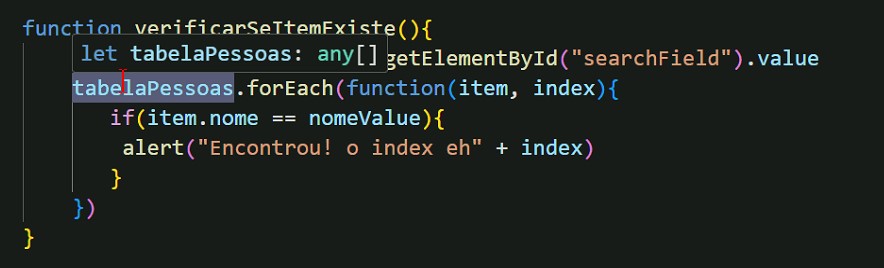 function verificarSeItemExiste(){
let tabelaPessoas: any[]
getElementById("searchField").value
tabelaPessoas.forEach(function(item, index){
if(item.nome == nomeValue){
alert("Encontrou! o index eh" + index)
}
})
}